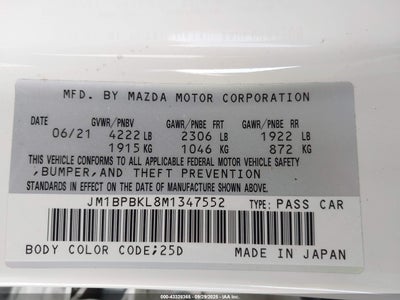 MFD. BY MAZDA MOTOR CORPORATION
DATE GVWR/PNBV GAWR/PNBE FRT GAWR/PNBE RR
06/21 4222 LB 2306 LB 1922 LB
1915 KG 1046 KG 872 KG
THIS VEHICLE CONFORMS TO ALL APPLICABLE FEDERAL MOTOR VEHICLE SAFETY
,BUMPER,AND THEFT PREVENTION
STANDARDS IN EFFECT ON THE DATE OF MANUFACTURE SHOWN ABOVE.
JM1BPBKL8M1347552 TYPE: PASS CAR
BODY COLOR CODE;25D MADE IN JAPAN